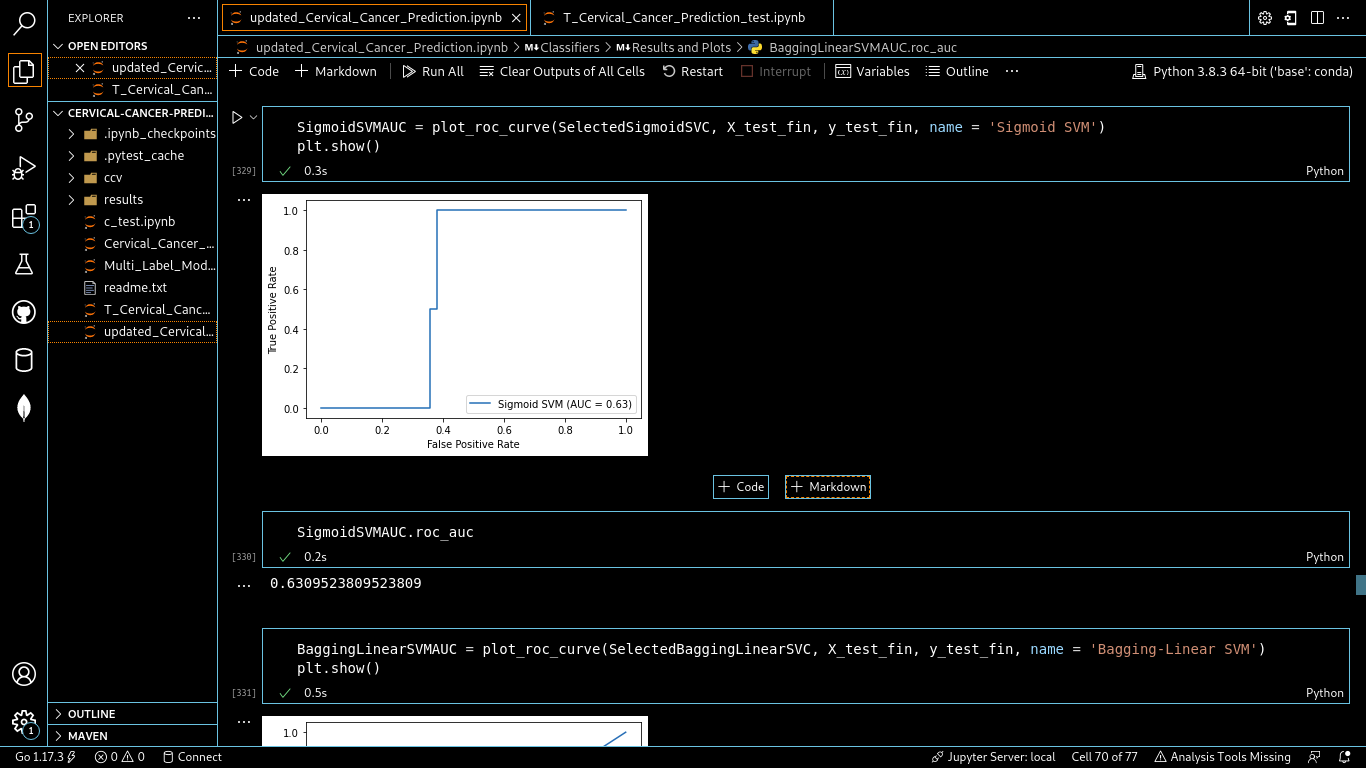 EXPLORER
OPEN EDITORS
updated_Cervic...
T_Cervical_Can...
CERVICAL-CANCER-PREDI...
.ipynb_checkpoints
.pytest_cache
ccv
results
c_test.ipynb
Cervical_Cancer_...
Multi_Label_Mod...
readme.txt
T_Cervical_Canc...
updated_Cervical...
OUTLINE
MAVEN
1
1
updated_Cervical_Cancer_Prediction.ipynb
T_Cervical_Cancer_Prediction_test.ipynb
updated_Cervical_Cancer_Prediction.ipynb > M↓Classifiers > M↓Results and Plots > BaggingLinearSVMAUC.roc_auc
+ Code + Markdown Run All Clear Outputs of All Cells Restart Interrupt Variables Outline ... Python 3.8.3 64-bit ('base': conda)
SigmoidSVMAUC = plot_roc_curve(SelectedSigmoidSVC, X_test_fin, y_test_fin, name = 'Sigmoid SVM')
plt.show()
[329] 0.3s Python
1.0
0.8
0.6
0.4
0.2
0.0
True Positive Rate
Sigmoid SVM (AUC = 0.63)
0.0 0.2 0.4 0.6 0.8 1.0
False Positive Rate
+ Code + Markdown
SigmoidSVMAUC.roc_auc
[330] 0.2s Python
0.6309523809523809
BaggingLinearSVMAUC = plot_roc_curve(SelectedBaggingLinearSVC, X_test_fin, y_test_fin, name = 'Bagging-Linear SVM')
plt.show()
[331] 0.5s Python
1.0
Go 1.17.3 0 0 Connect Jupyter Server: local Cell 70 of 77 Analysis Tools Missing